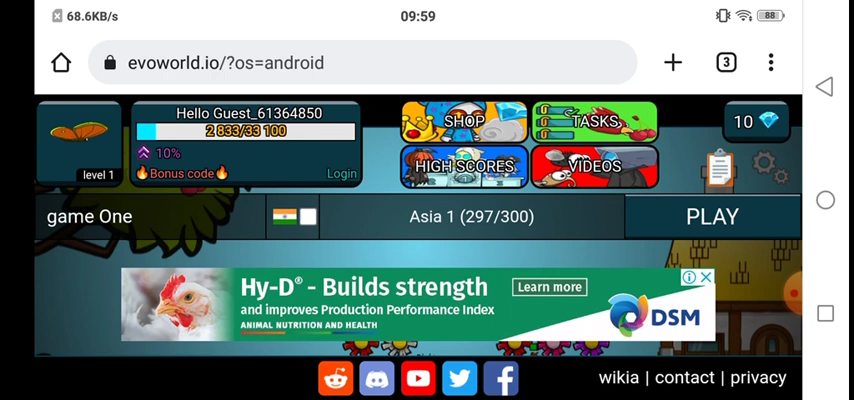 68.6KB/s
09:59
88
evoworld.io/?os=android
3
level 1
Hello Guest_61364850
2 833/33 100
10%
🔥Bonus code🔥
Login
SHOP
TASKS
HIGH SCORES
VIDEOS
10
game One
Asia 1 (297/300)
PLAY
Hy-D® - Builds strength
and improves Production Performance Index
ANIMAL NUTRITION AND HEALTH
Learn more
DSM
wikia | contact | privacy